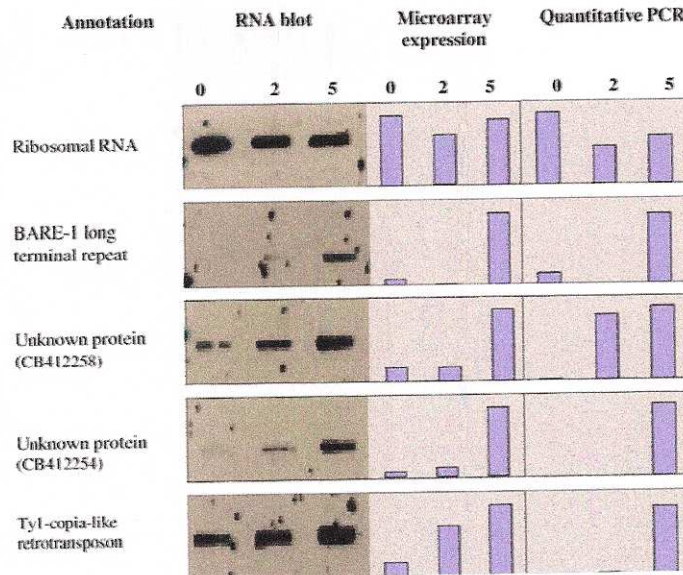 Annotation RNA blot Microarray expression Quantitative PCR
0 2 5 0 2 5 0 2 5
Ribosomal RNA
BARE-1 long
terminal repeat
Unknown protein
(CB412258)
Unknown protein
(CB412254)
Ty1-copia-like
retrotransposon